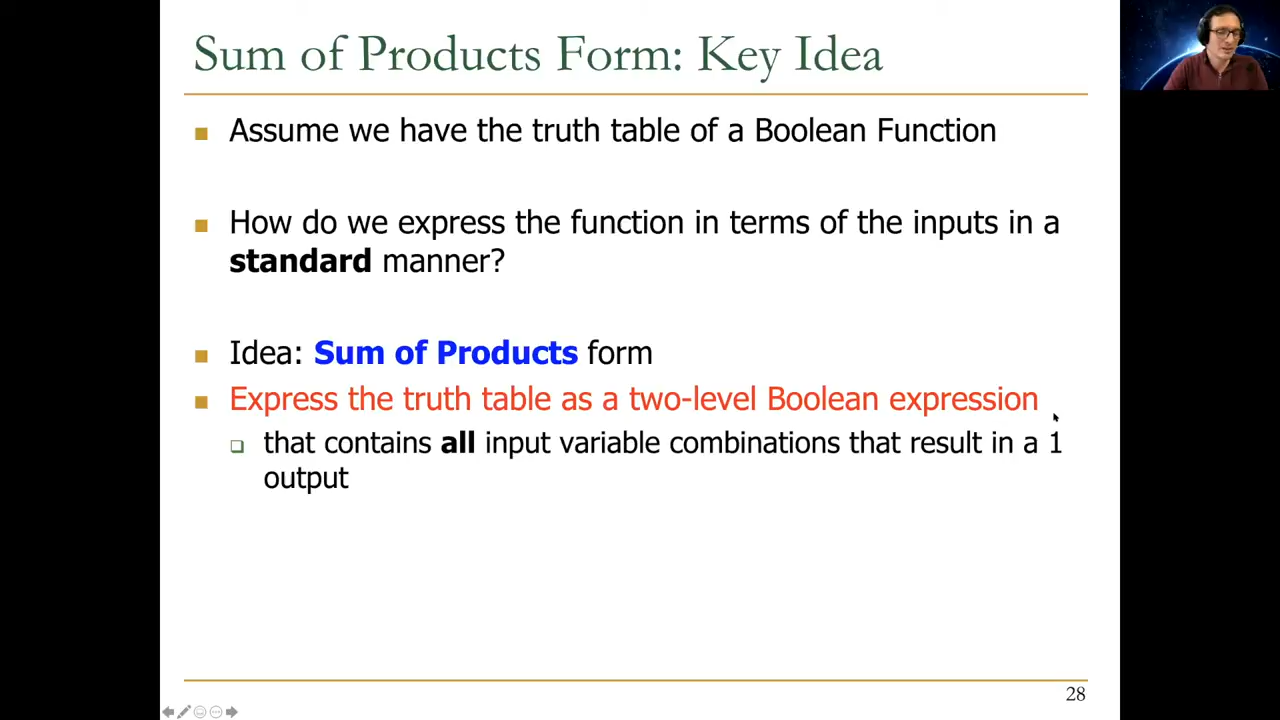 Sum of Products Form: Key Idea
Assume we have the truth table of a Boolean Function
How do we express the function in terms of the inputs in a
standard manner?
Idea: Sum of Products form
Express the truth table as a two-level Boolean expression
that contains all input variable combinations that result in a 1
output
28